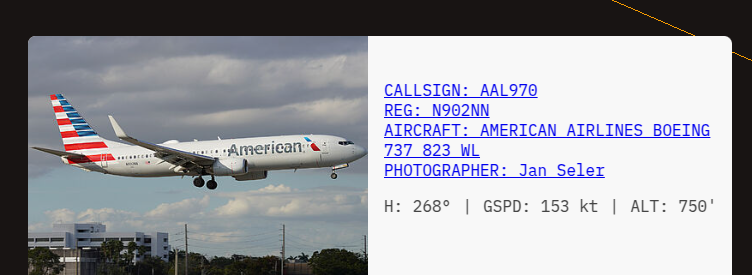 American
CALLSIGN: AAL970
REG: N902NN
AIRCRAFT: AMERICAN AIRLINES BOEING
737 823 WL
PHOTOGRAPHER: Jan Seler
H: 268° | GSPD: 153 kt | ALT: 750'